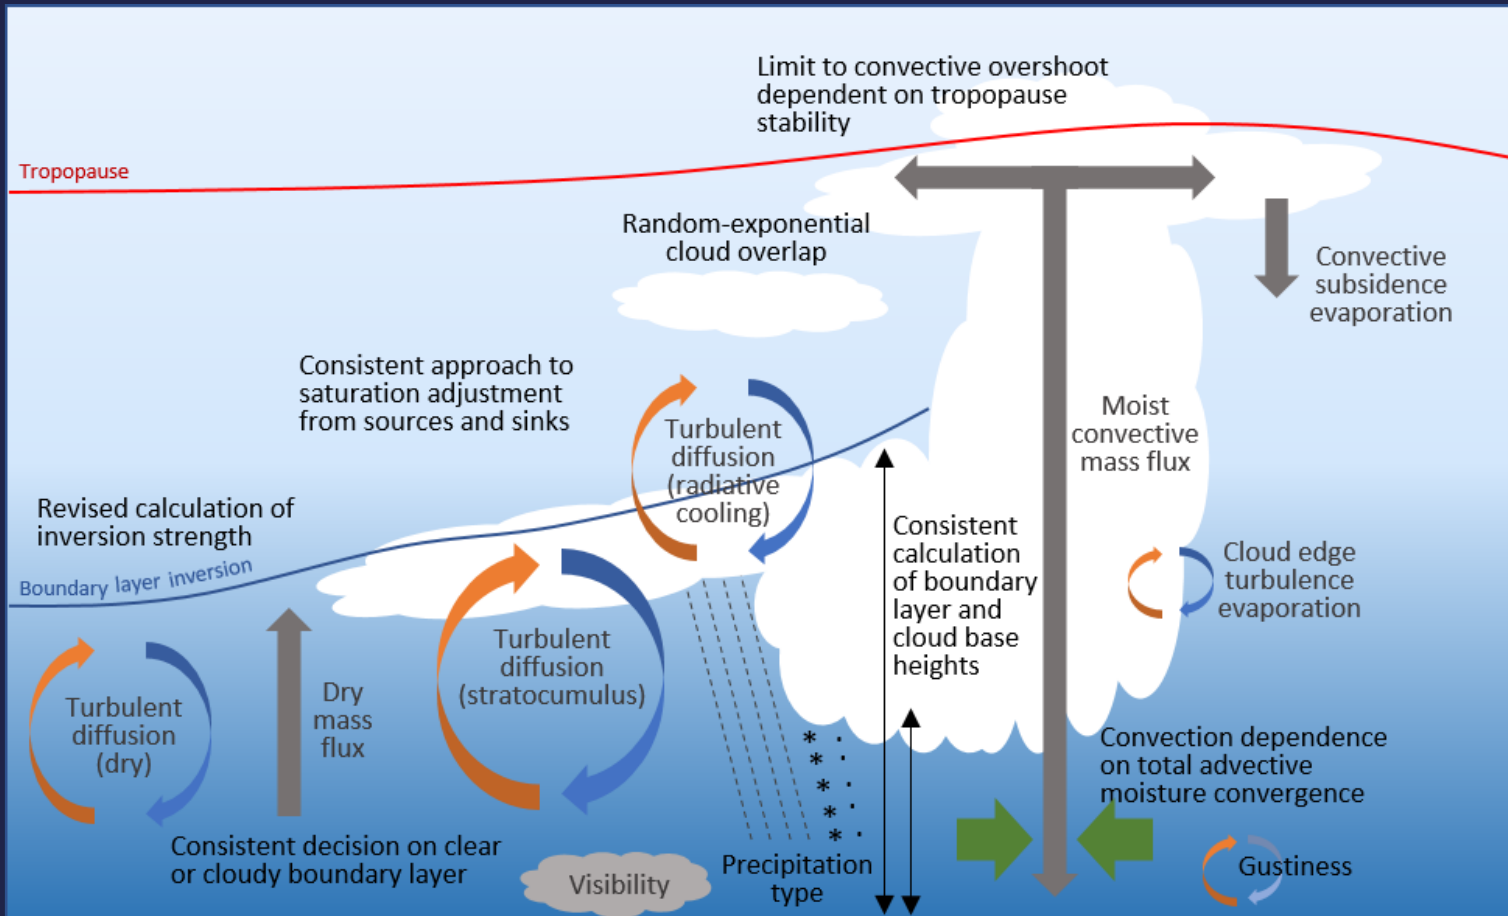 Limit to convective overshoot
dependent on tropopause
stability
Tropopause
Random-exponential
cloud overlap
Convective
subsidence
evaporation
Consistent approach to
saturation adjustment
from sources and sinks
Turbulent
diffusion
(radiative
cooling)
Moist
convective
mass flux
Revised calculation of
inversion strength
Boundary layer inversion
Consistent
calculation
of boundary
layer and
cloud base
heights
Cloud edge
turbulence
evaporation
Turbulent
diffusion
(stratocumulus)
Turbulent
diffusion
(dry)
Dry
mass
flux
Convection dependence
on total advective
moisture convergence
Consistent decision on clear
or cloudy boundary layer
Visibility
Precipitation
type
Gustiness